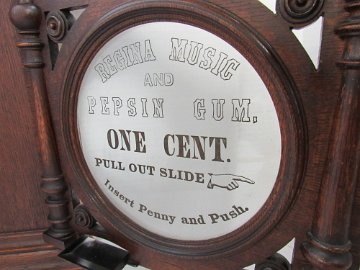 REGINA MUSIC
AND
PEPSIN GUM.
ONE CENT.
PULL OUT SLIDE
Insert Penny and Push.